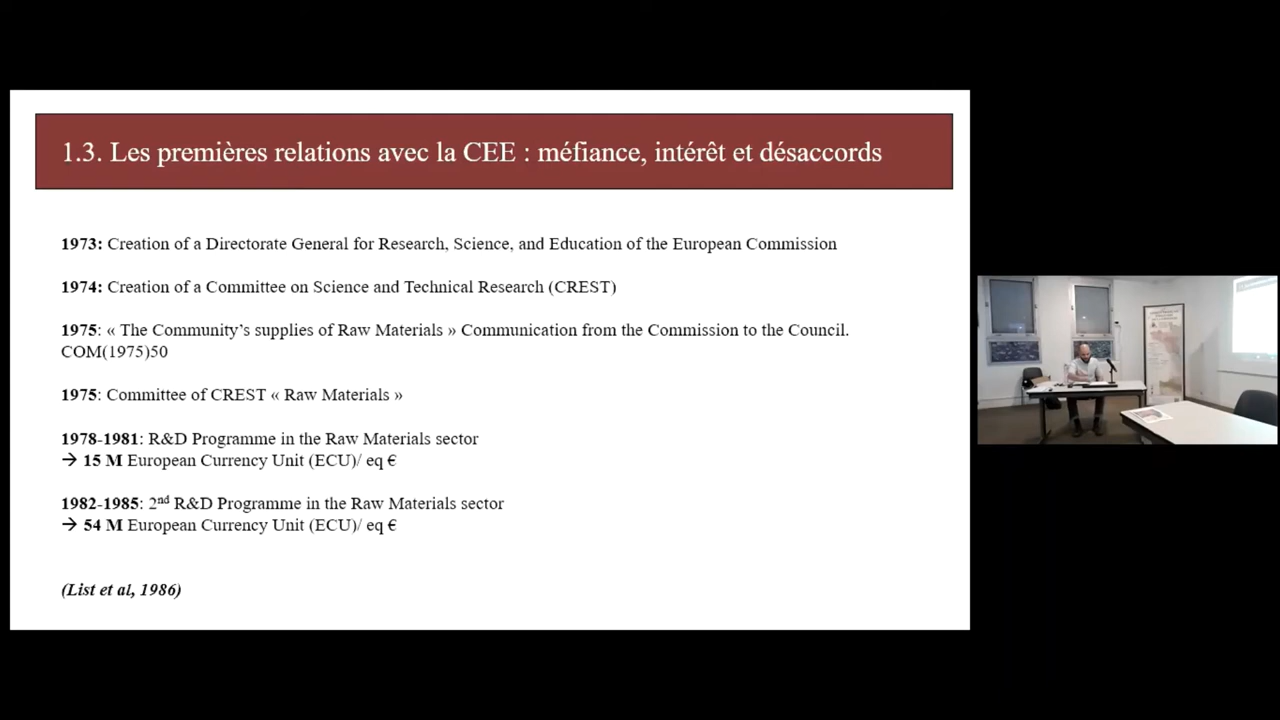 1.3. Les premières relations avec la CEE : méfiance, intérêt et désaccords
1973: Creation of a Directorate General for Research, Science, and Education of the European Commission
1974: Creation of a Committee on Science and Technical Research (CREST)
1975: « The Community’s supplies of Raw Materials » Communication from the Commission to the Council.
COM(1975)50
1975: Committee of CREST « Raw Materials »
1978-1981: R&D Programme in the Raw Materials sector
→ 15 M European Currency Unit (ECU)/ eq €
1982-1985: 2nd R&D Programme in the Raw Materials sector
→ 54 M European Currency Unit (ECU)/ eq €
(List et al, 1986)